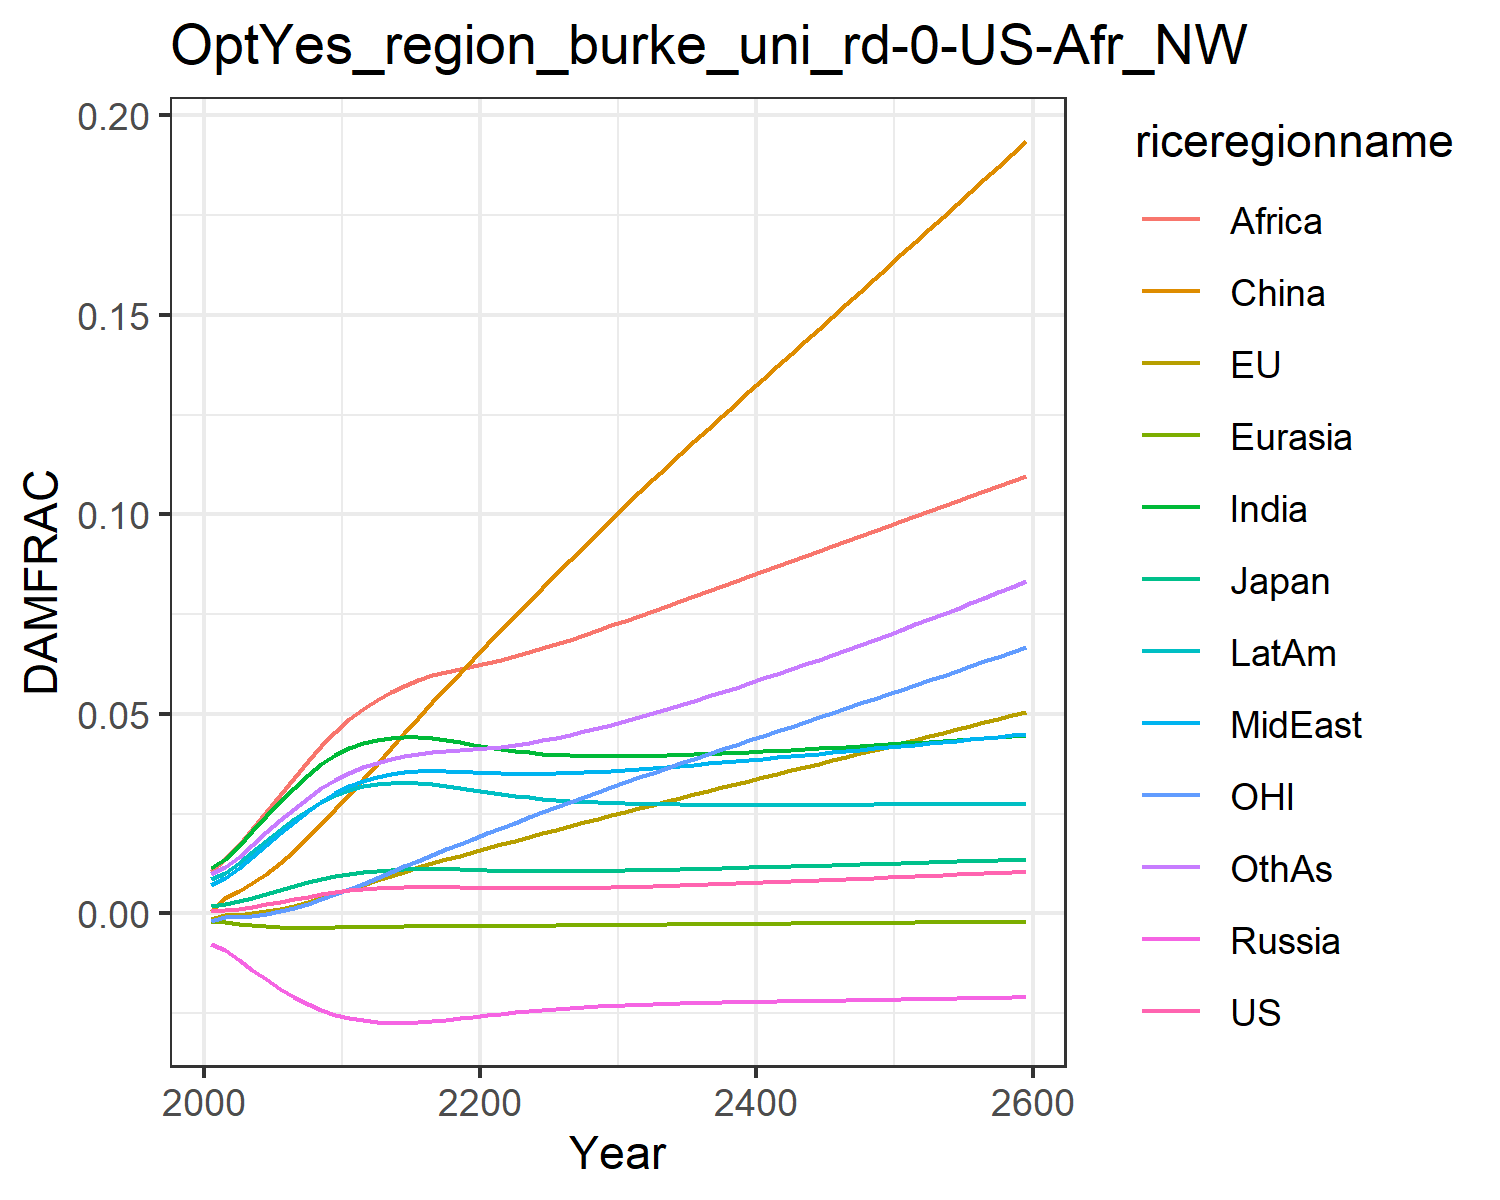 OptYes_region_burke_uni_rd-0-US-Afr_NW
0.20
0.15
0.10
0.05
0.00
DAMFRAC
2000
2200
2400
2600
Year
riceregionname
Africa
China
EU
Eurasia
India
Japan
LatAm
MidEast
OHI
OthAs
Russia
US